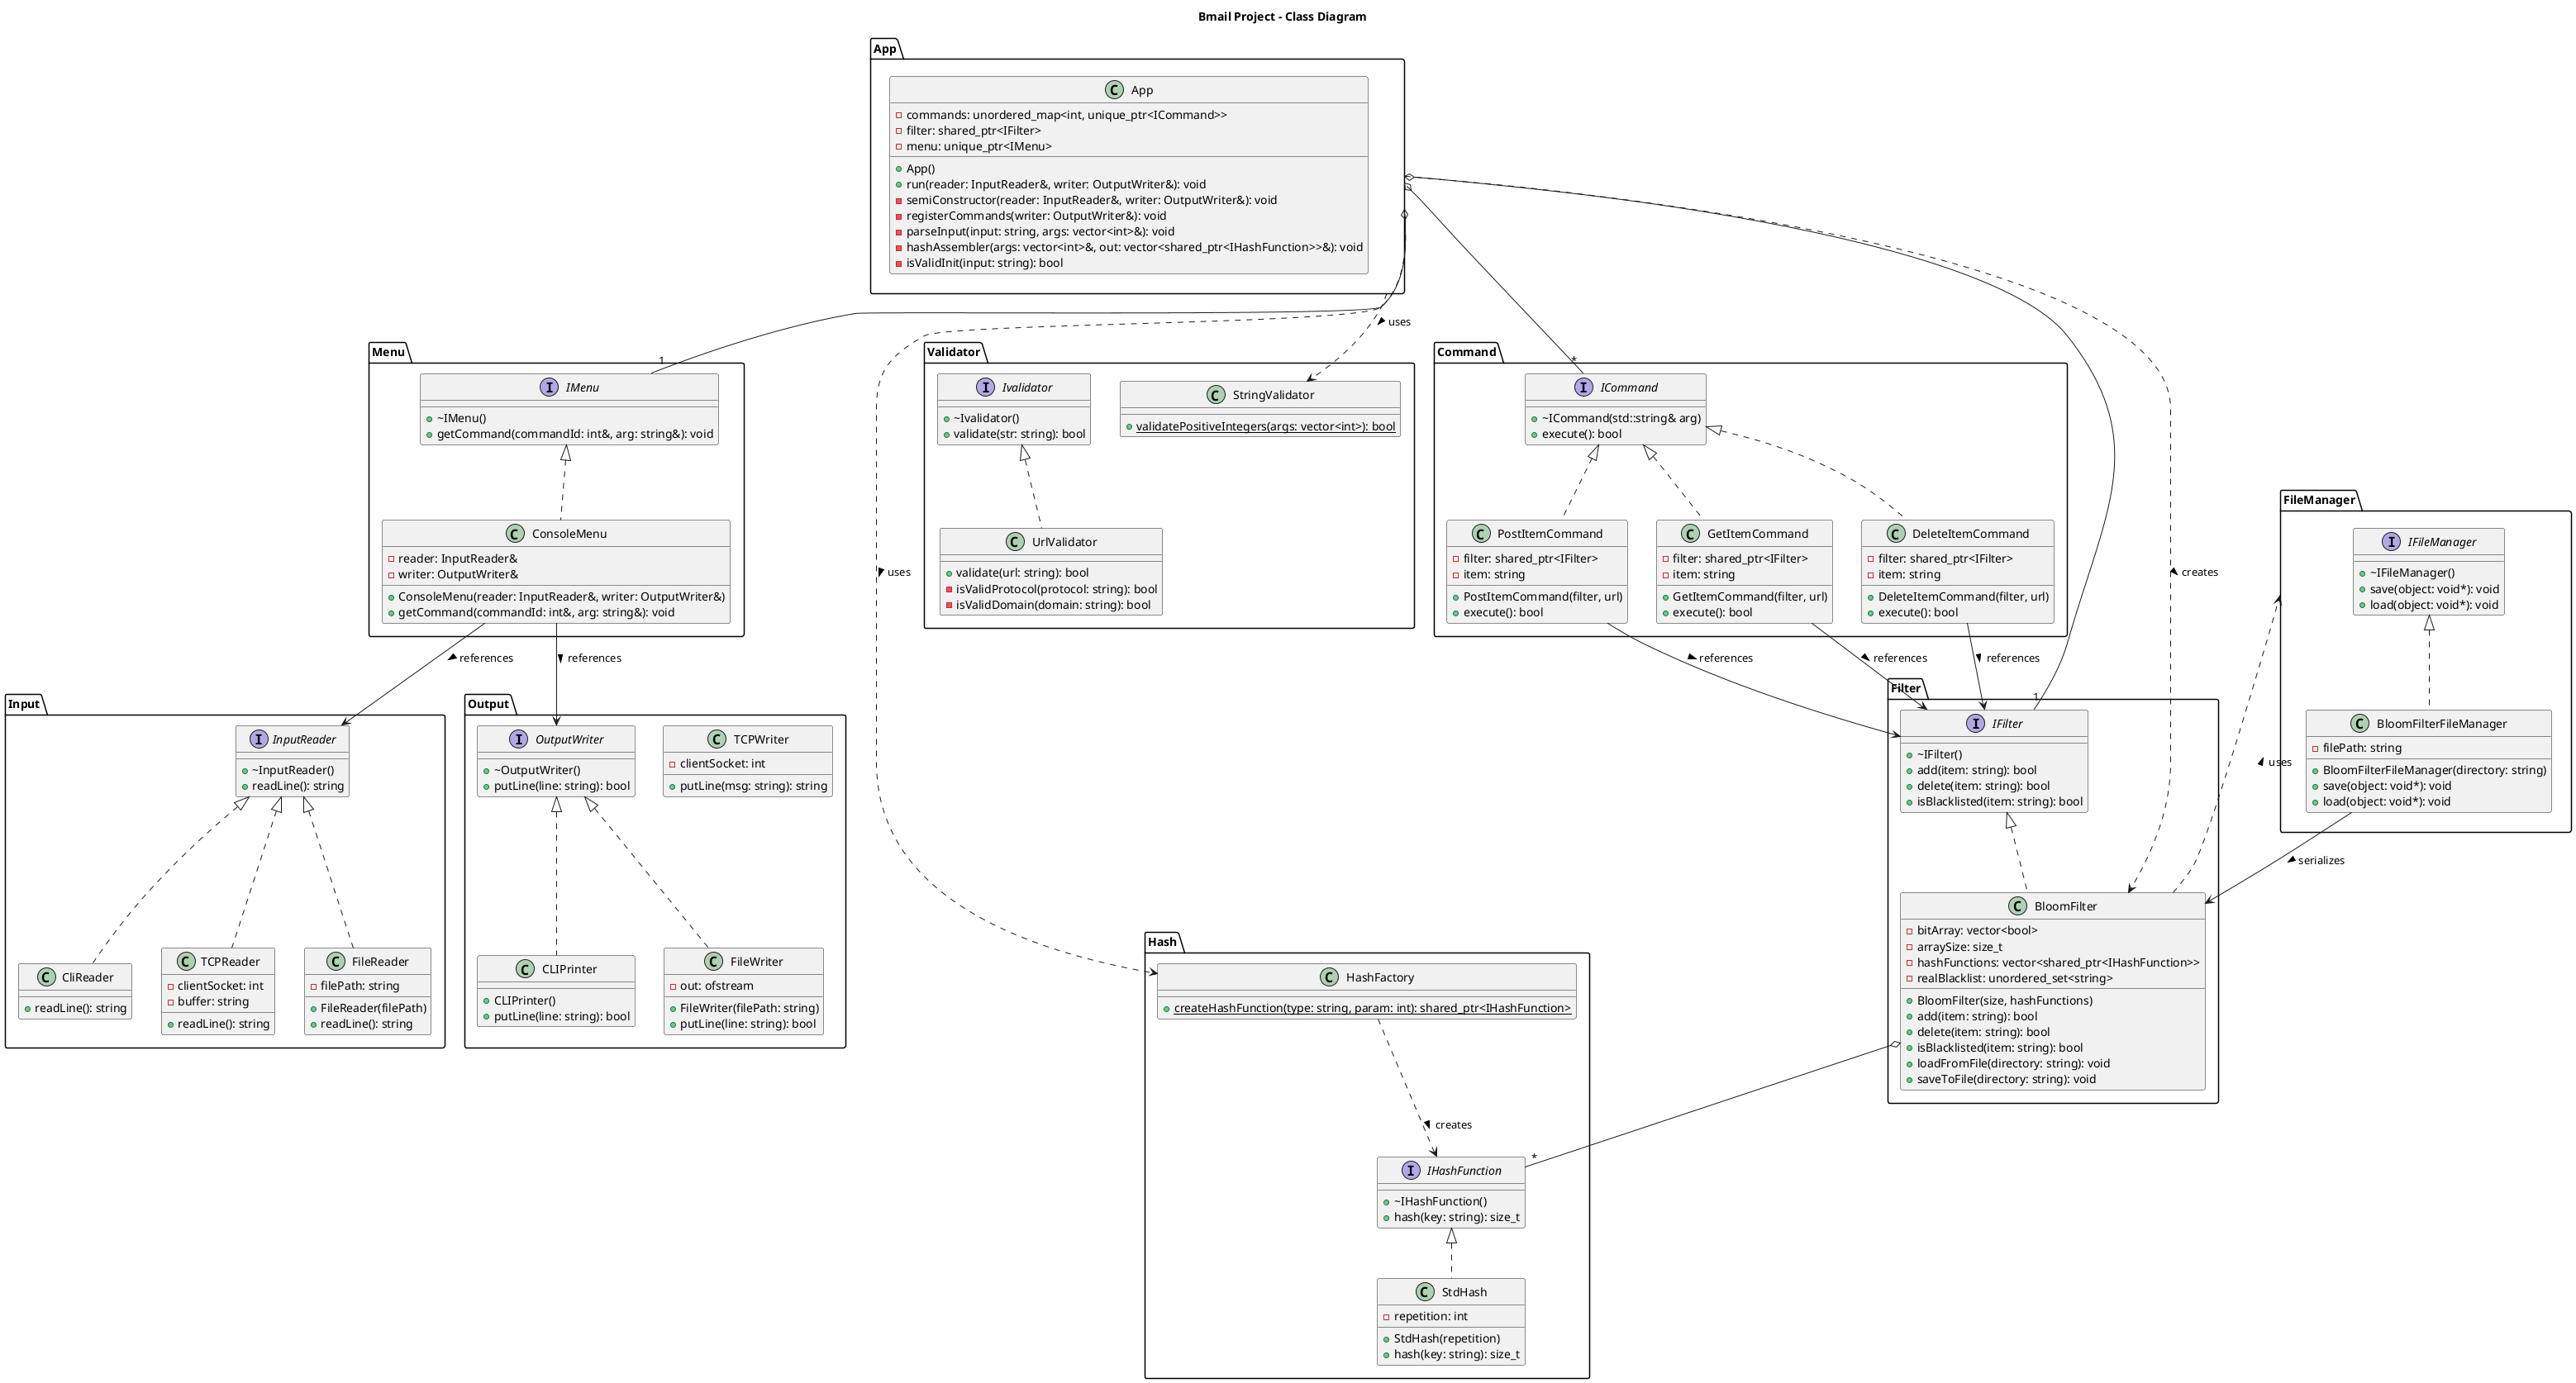 Bmail Project - Class Diagram
App
App
commands: unordered_map<int, unique_ptr<ICommand>>
filter: shared_ptr<IFilter>
menu: unique_ptr<IMenu>
App()
run(reader: InputReader&, writer: OutputWriter&): void
semiConstructor(reader: InputReader&, writer: OutputWriter&): void
registerCommands(writer: OutputWriter&): void
parseInput(input: string, args: vector<int>&): void
hashAssembler(args: vector<int>&, out: vector<shared_ptr<IHashFunction>>&): void
isValidInit(input: string): bool
uses
uses
creates
Menu
1
IMenu
~IMenu()
getCommand(commandId: int&, arg: string&): void
ConsoleMenu
reader: InputReader&
writer: OutputWriter&
ConsoleMenu(reader: InputReader&, writer: OutputWriter&)
getCommand(commandId: int&, arg: string&): void
references
references
Validator
Ivalidator
~Ivalidator()
validate(str: string): bool
StringValidator
validatePositiveIntegers(args: vector<int>): bool
UrlValidator
validate(url: string): bool
isValidProtocol(protocol: string): bool
isValidDomain(domain: string): bool
Command
*
ICommand
~ICommand(std::string& arg)
execute(): bool
PostItemCommand
filter: shared_ptr<IFilter>
item: string
PostItemCommand(filter, url)
execute(): bool
GetItemCommand
filter: shared_ptr<IFilter>
item: string
GetItemCommand(filter, url)
execute(): bool
DeleteItemCommand
filter: shared_ptr<IFilter>
item: string
DeleteItemCommand(filter, url)
execute(): bool
references
references
references
FileManager
IFileManager
~IFileManager()
save(object: void*): void
load(object: void*): void
BloomFilterFileManager
filePath: string
BloomFilterFileManager(directory: string)
save(object: void*): void
load(object: void*): void
uses
serializes
Input
InputReader
~InputReader()
readLine(): string
CliReader
readLine(): string
TCPReader
clientSocket: int
buffer: string
readLine(): string
FileReader
filePath: string
FileReader(filePath)
readLine(): string
Output
OutputWriter
~OutputWriter()
putLine(line: string): bool
TCPWriter
clientSocket: int
putLine(msg: string): string
CLIPrinter
CLIPrinter()
putLine(line: string): bool
FileWriter
out: ofstream
FileWriter(filePath: string)
putLine(line: string): bool
Filter
1
IFilter
~IFilter()
add(item: string): bool
delete(item: string): bool
isBlacklisted(item: string): bool
BloomFilter
bitArray: vector<bool>
arraySize: size_t
hashFunctions: vector<shared_ptr<IHashFunction>>
realBlacklist: unordered_set<string>
BloomFilter(size, hashFunctions)
add(item: string): bool
delete(item: string): bool
isBlacklisted(item: string): bool
loadFromFile(directory: string): void
saveToFile(directory: string): void
Hash
HashFactory
createHashFunction(type: string, param: int): shared_ptr<IHashFunction>
creates
*
IHashFunction
~IHashFunction()
hash(key: string): size_t
StdHash
repetition: int
StdHash(repetition)
hash(key: string): size_t